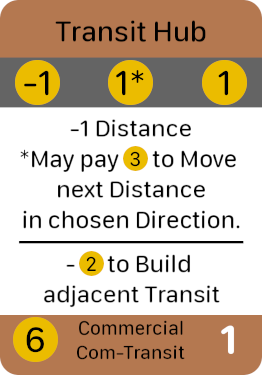 Transit Hub
-1 1* 1
-1 Distance
*May pay 3 to Move
next Distance
in chosen Direction.
- 2 to Build
adjacent Transit
6 Commercial 1
Com-Transit